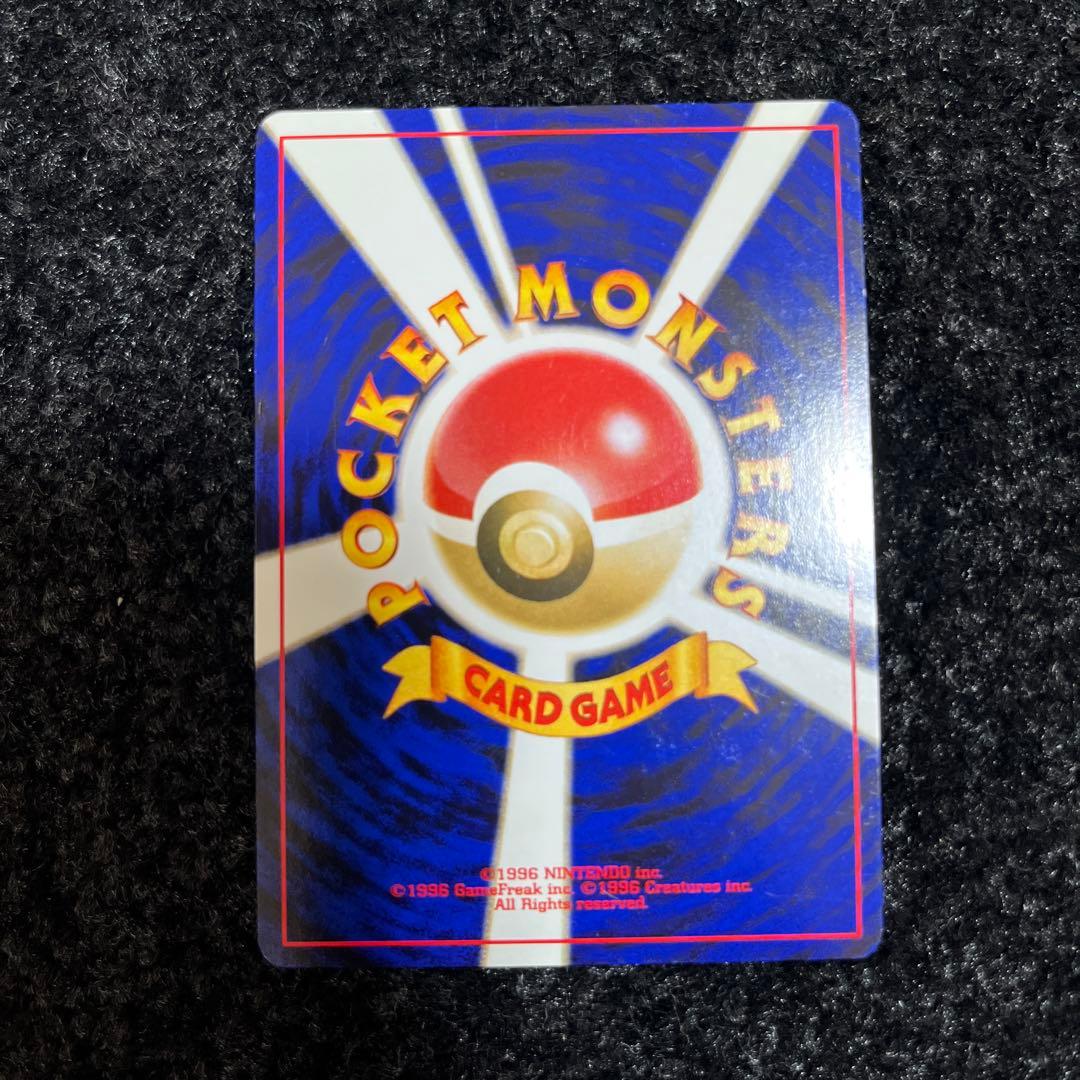 POCKET MONSTERS
CARD GAME
©1996 NINTENDO inc.
©1996 GameFreak inc. ©1996 Creatures inc.
All Rights reserved.